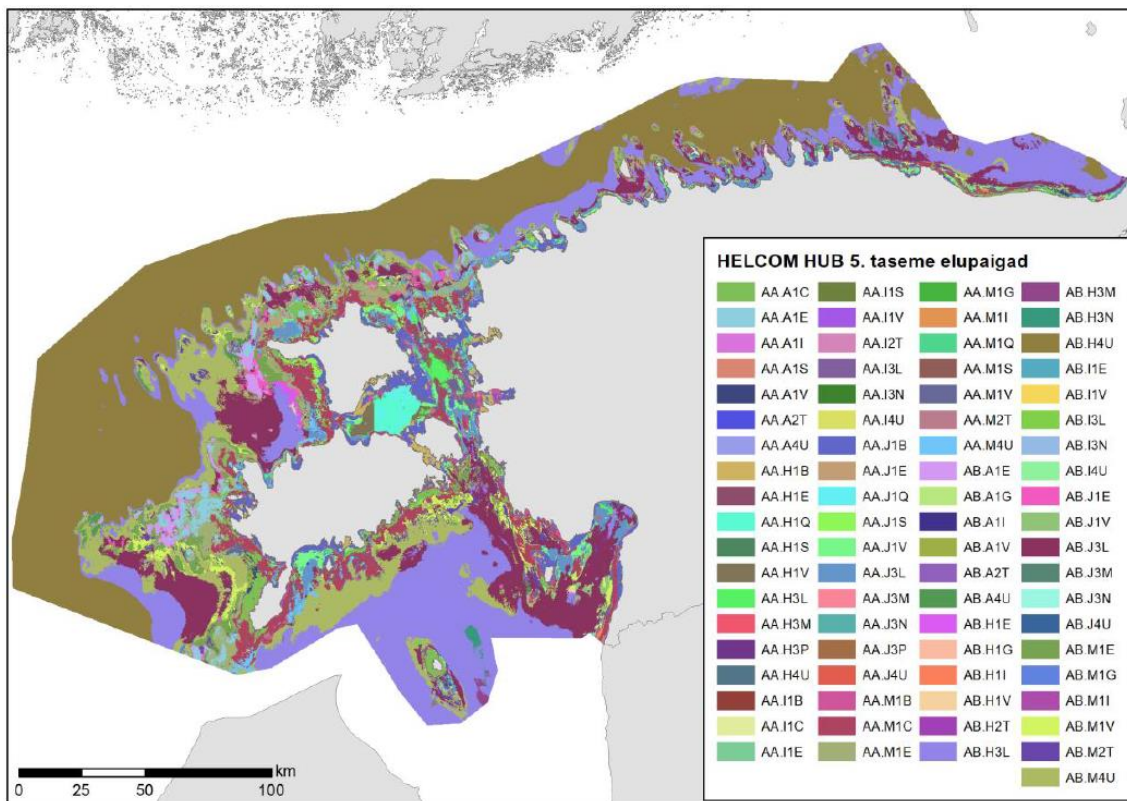 HELCOM HUB 5. taseme elupaigad
AA.A1C AA.I1S AA.M1G AB.H3M
AA.A1E AA.I1V AA.M1I AB.H3N
AA.A1I AA.I2T AA.M1Q AB.H4U
AA.A1S AA.I3L AA.M1S AB.I1E
AA.A1V AA.I3N AA.M1V AB.I1V
AA.A2T AA.I4U AA.M2T AB.I3L
AA.A4U AA.J1B AA.M4U AB.I3N
AA.H1B AA.J1E AB.A1E AB.I4U
AA.H1E AA.J1Q AB.A1G AB.J1E
AA.H1Q AA.J1S AB.A1I AB.J1V
AA.H1S AA.J1V AB.A1V AB.J3L
AA.H1V AA.J3L AB.A2T AB.J3M
AA.H3L AA.J3M AB.A4U AB.J3N
AA.H3M AA.J3N AB.H1E AB.J4U
AA.H3P AA.J3P AB.H1G AB.M1E
AA.H4U AA.J4U AB.H1I AB.M1G
AA.I1B AA.M1B AB.H1V AB.M1I
AA.I1C AA.M1C AB.H2T AB.M1V
AA.I1E AA.M1E AB.H3L AB.M2T
AB.M4U
km
0 25 50 100